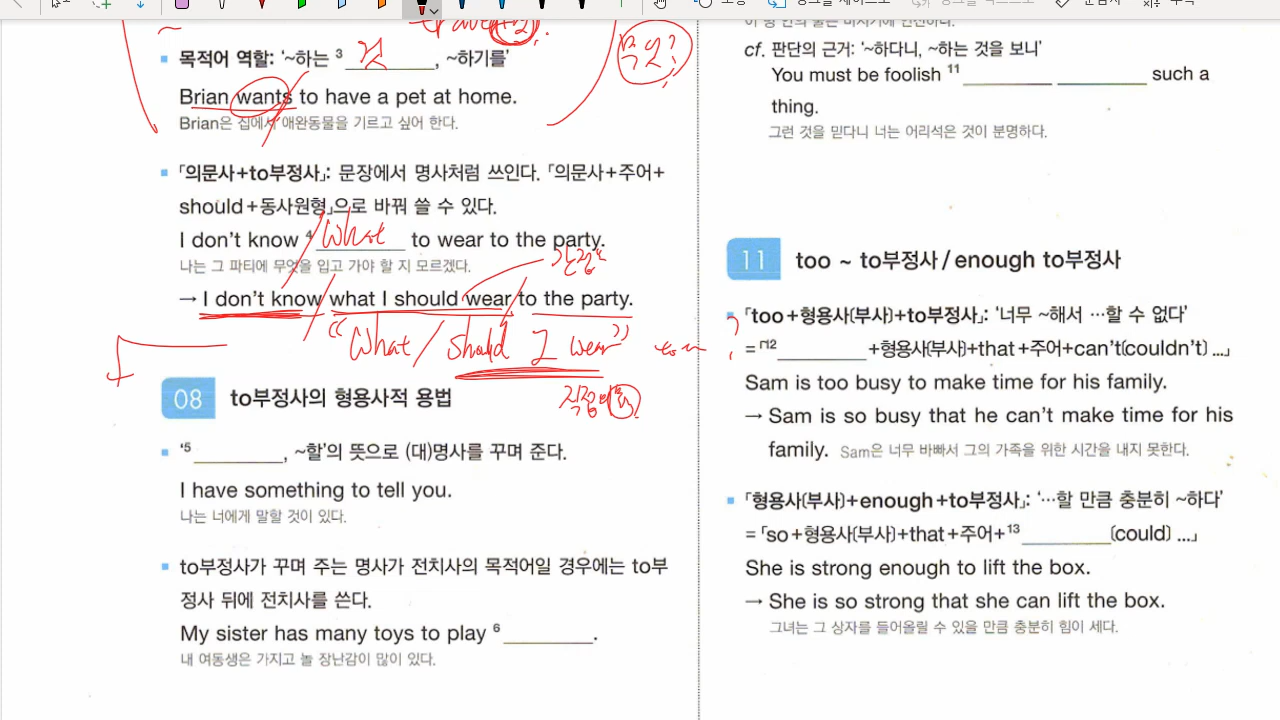 목적어 역할: ‘~하는 3 것, ~하기를’
목언?
Brian wants to have a pet at home.
Brian은 집에서 애완동물을 기르고 싶어 한다.
「의문사+to부정사」: 문장에서 명사처럼 쓰인다. 「의문사+주어+
should+동사원형」으로 바꿔 쓸 수 있다.
I don't know 4 What to wear to the party.
나는 그 파티에 무엇을 입고 가야 할 지 모르겠다.
→ I don't know what I should wear to the party.
“What / should I wear”
08 to부정사의 형용사적 용법
‘5 ________, ~할’의 뜻으로 (대)명사를 꾸며 준다.
I have something to tell you.
나는 너에게 말할 것이 있다.
to부정사가 꾸며 주는 명사가 전치사의 목적어일 경우에는 to부
정사 뒤에 전치사를 쓴다.
My sister has many toys to play 6 ________.
내 여동생은 가지고 놀 장난감이 많이 있다.
cf. 판단의 근거: ‘~하다니, ~하는 것을 보니’
You must be foolish 11 ________ ________ such a
thing.
그런 것을 믿다니 너는 어리석은 것이 분명하다.
11 too ~ to부정사 / enough to부정사
「too+형용사(부사)+to부정사」: ‘너무 ~해서 …할 수 없다’
=「12 ________+형용사(부사)+that+주어+can't(couldn't) …」
Sam is too busy to make time for his family.
→ Sam is so busy that he can't make time for his
family. Sam은 너무 바빠서 그의 가족을 위한 시간을 내지 못한다.
「형용사(부사)+enough+to부정사」: ‘…할 만큼 충분히 ~하다’
=「so+형용사(부사)+that+주어+13 ________(could) …」
She is strong enough to lift the box.
→ She is so strong that she can lift the box.
그녀는 그 상자를 들어올릴 수 있을 만큼 충분히 힘이 세다.